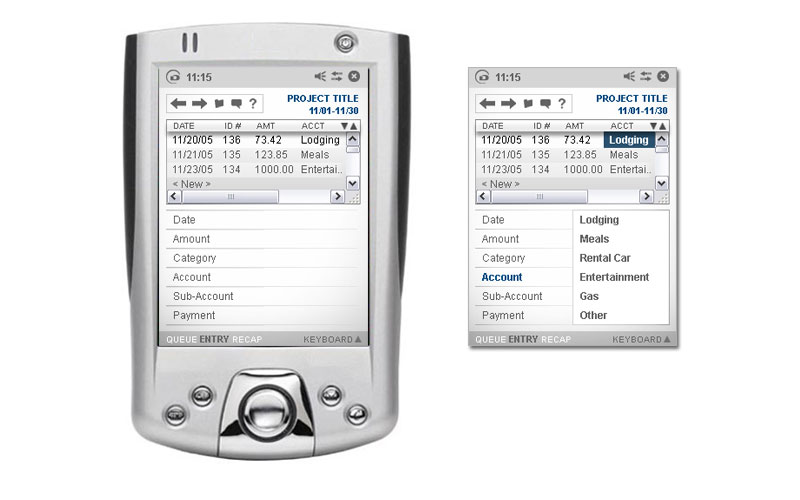 11:15
?
PROJECT TITLE
11/01-11/30
DATE ID # AMT ACCT
11/20/05 136 73.42 Lodging
11/21/05 135 123.85 Meals
11/23/05 134 1000.00 Entertai..
< New >
Date
Amount
Category
Account
Sub-Account
Payment
QUEUE ENTRY RECAP KEYBOARD
11:15
?
PROJECT TITLE
11/01-11/30
DATE ID # AMT ACCT
11/20/05 136 73.42 Lodging
11/21/05 135 123.85 Meals
11/23/05 134 1000.00 Entertai..
< New >
Date Lodging
Amount Meals
Category Rental Car
Account Entertainment
Sub-Account Gas
Payment Other
QUEUE ENTRY RECAP KEYBOARD